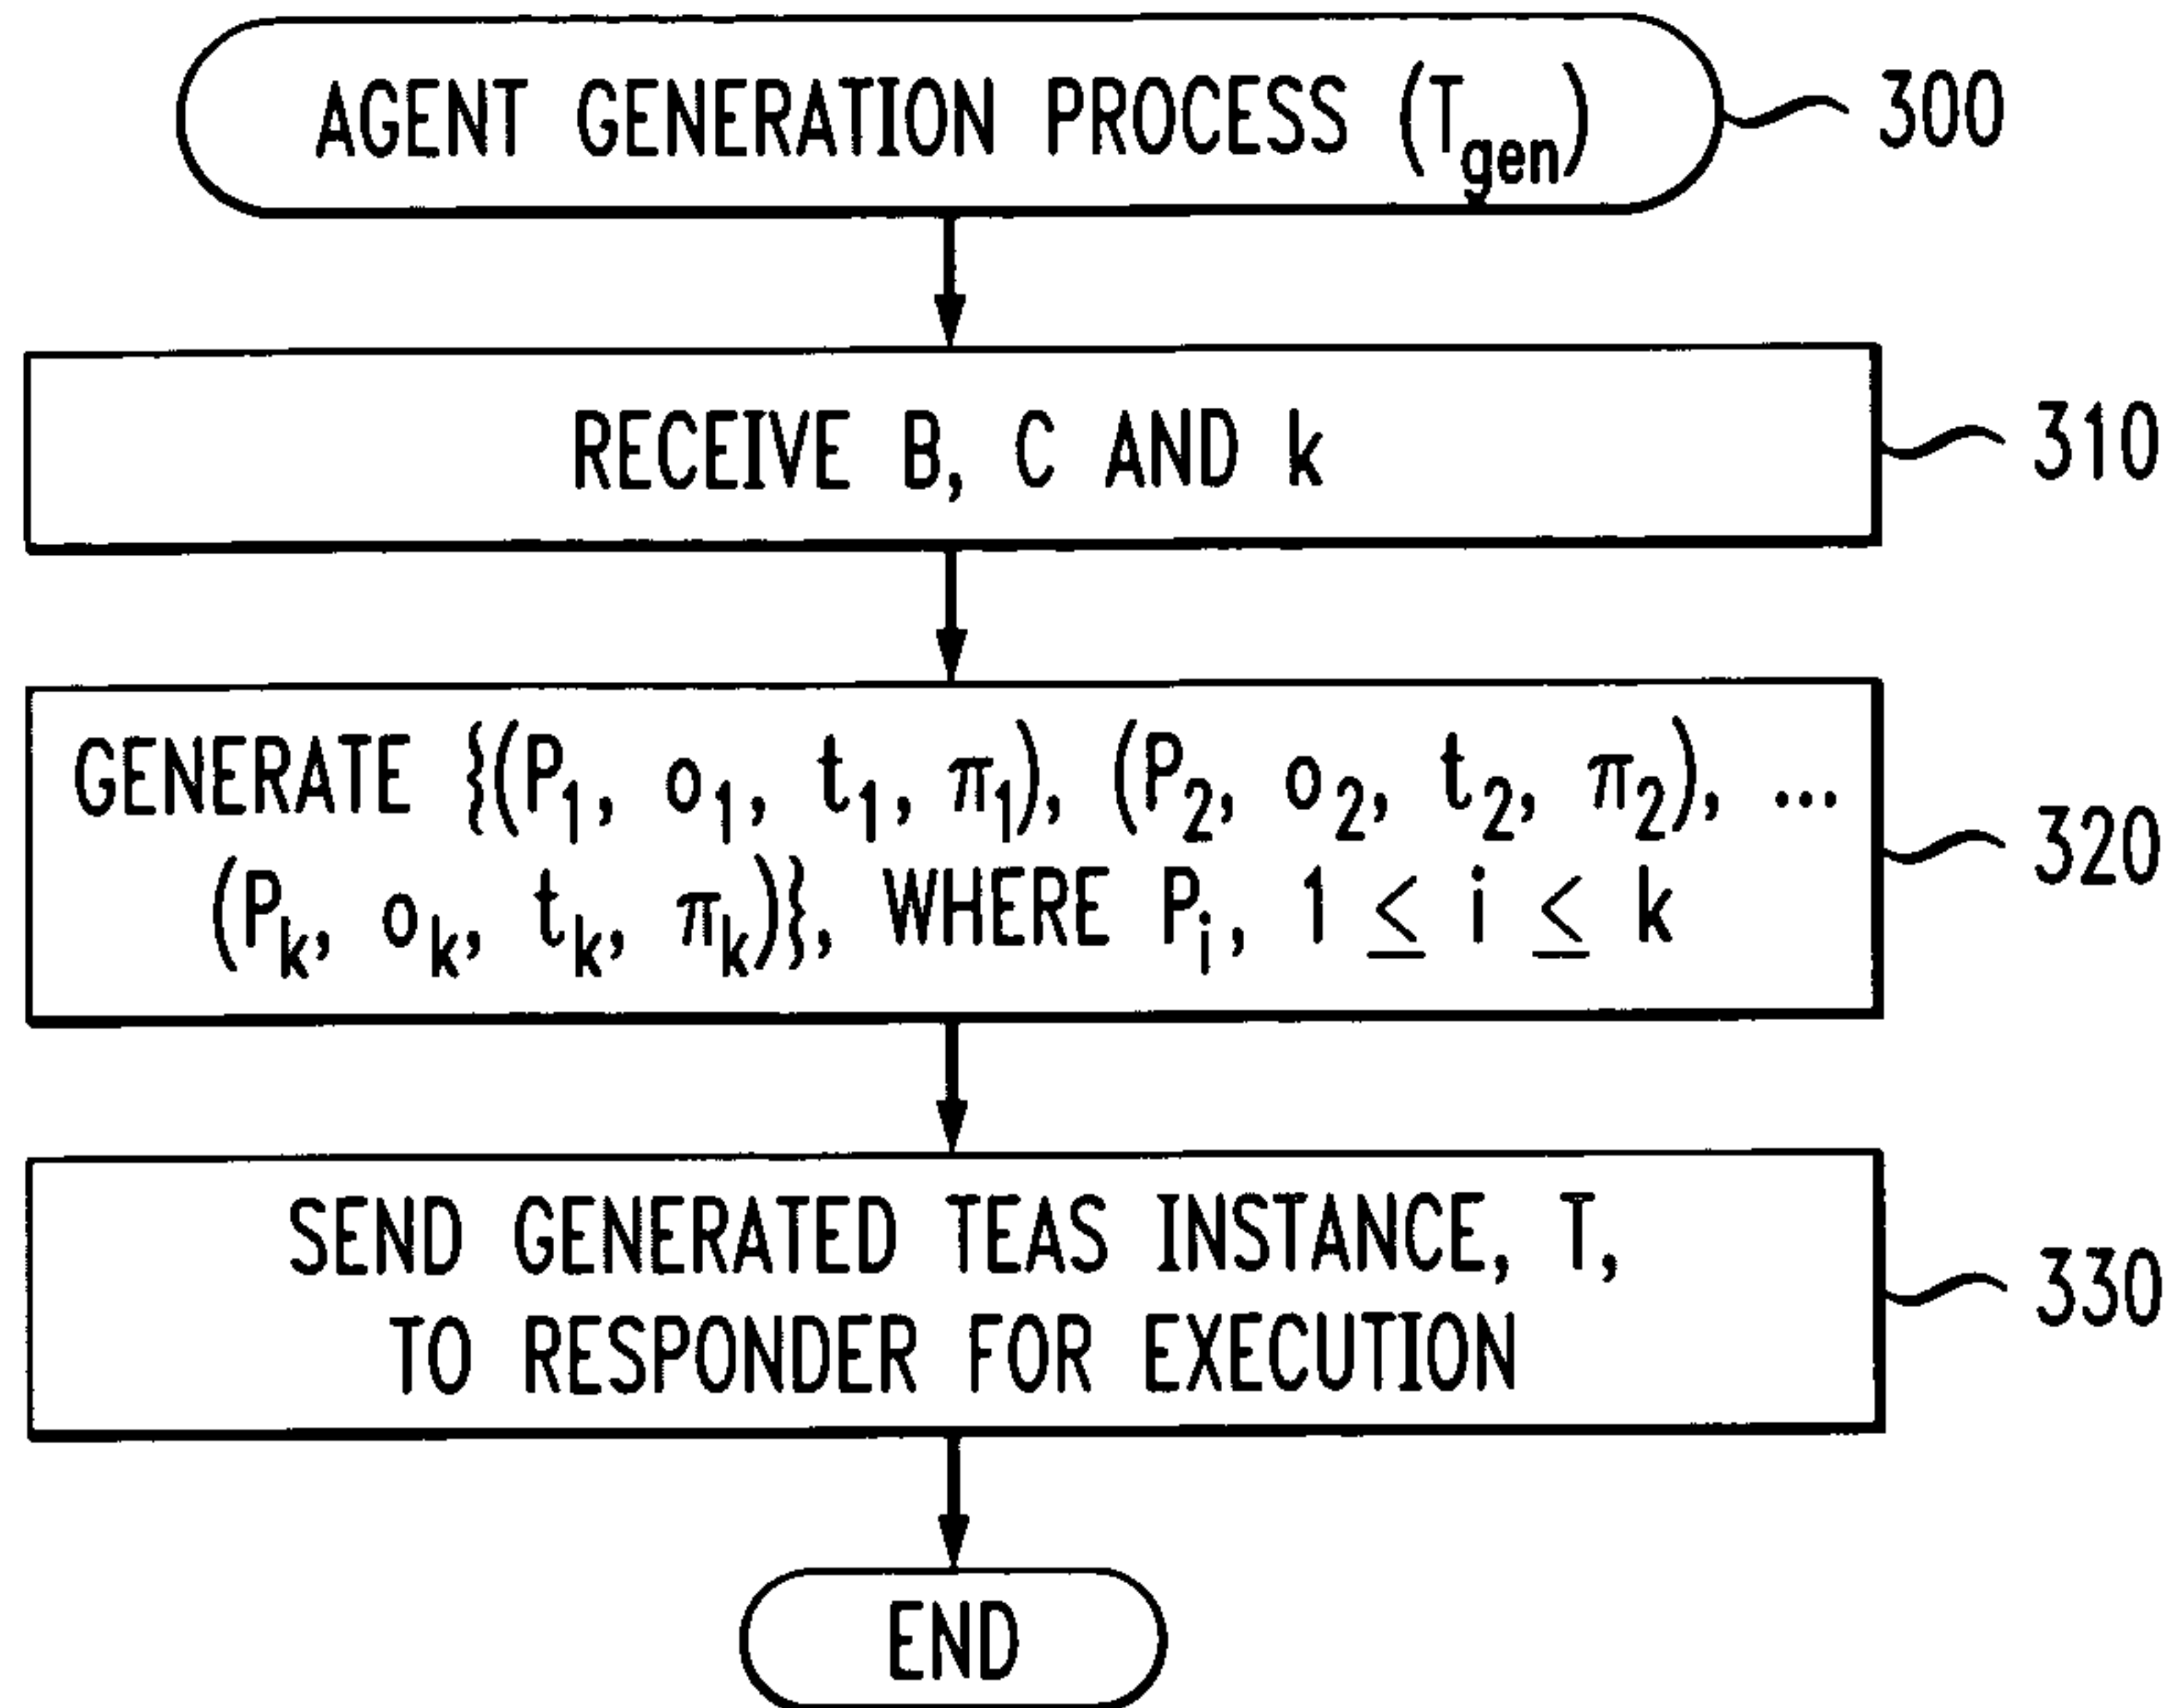 AGENT GENERATION PROCESS (T_gen)
300
RECEIVE B, C AND k
310
GENERATE {(P₁, o₁, t₁, π₁), (P₂, o₂, t₂, π₂), ...
(Pₖ, oₖ, tₖ, πₖ)}, WHERE Pᵢ, 1 ≤ i ≤ k
320
SEND GENERATED TEAS INSTANCE, T,
TO RESPONDER FOR EXECUTION
330
END